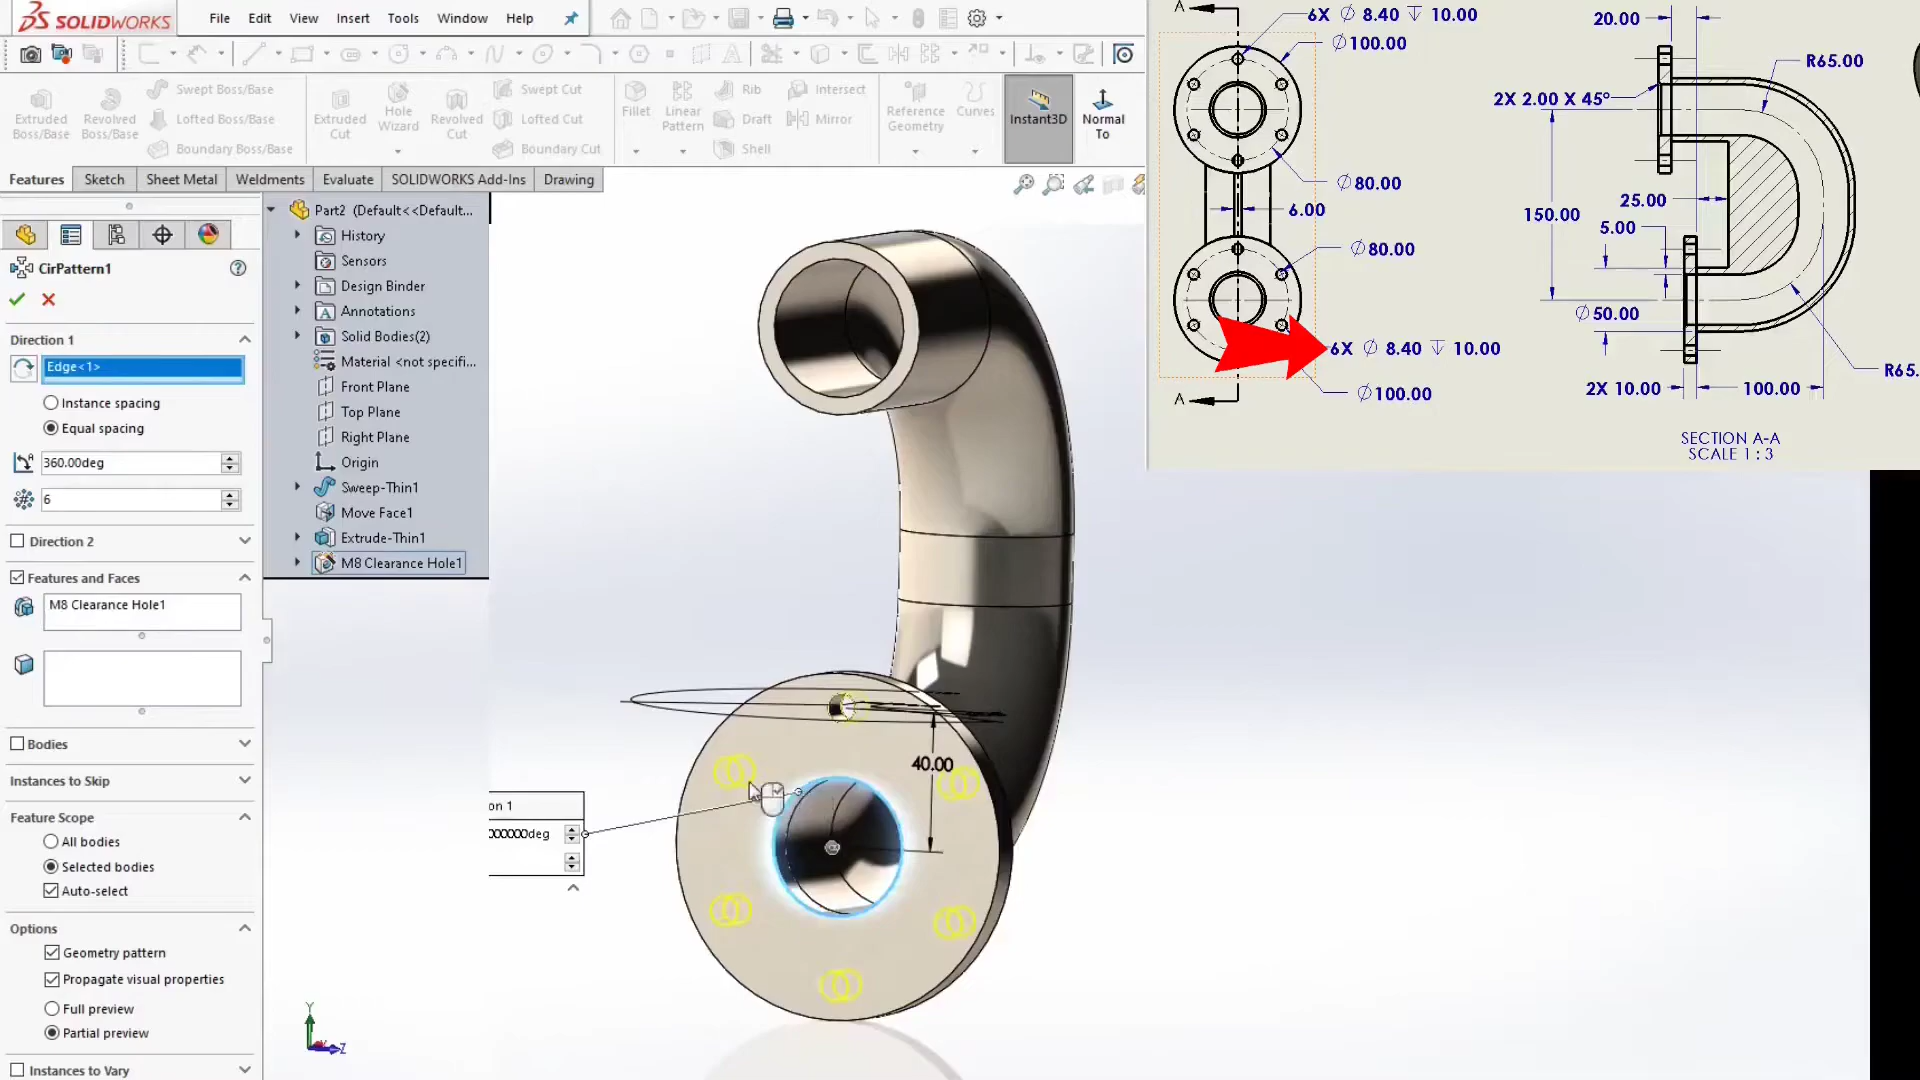 SOLIDWORKS
File Edit View Insert Tools Window Help
Extruded Boss/Base
Revolved Boss/Base
Swept Boss/Base
Lofted Boss/Base
Boundary Boss/Base
Extruded Cut
Hole Wizard
Revolved Cut
Swept Cut
Lofted Cut
Boundary Cut
Fillet
Linear Pattern
Rib
Draft
Shell
Intersect
Mirror
Reference Geometry
Curves
Instant3D
Normal To
Features Sketch Sheet Metal Weldments Evaluate SOLIDWORKS Add-Ins Drawing
CirPattern1
Direction 1
Edge<1>
Instance spacing
Equal spacing
360.00deg
6
Direction 2
Features and Faces
M8 Clearance Hole1
Bodies
Instances to Skip
Feature Scope
All bodies
Selected bodies
Auto-select
Options
Geometry pattern
Propagate visual properties
Full preview
Partial preview
Instances to Vary
Part2 (Default<<Default...
History
Sensors
Design Binder
Annotations
Solid Bodies(2)
Material <not specifi...
Front Plane
Top Plane
Right Plane
Origin
Sweep-Thin1
Move Face1
Extrude-Thin1
M8 Clearance Hole1
on 1
000000deg
40.00
Y
Z
A
6X ∅ 8.40 ↧ 10.00
∅100.00
∅80.00
6.00
∅80.00
6X ∅ 8.40 ↧ 10.00
∅100.00
A
20.00
R65.00
2X 2.00 X 45°
25.00
150.00
5.00
∅50.00
R65.
2X 10.00
100.00
SECTION A-A
SCALE 1 : 3